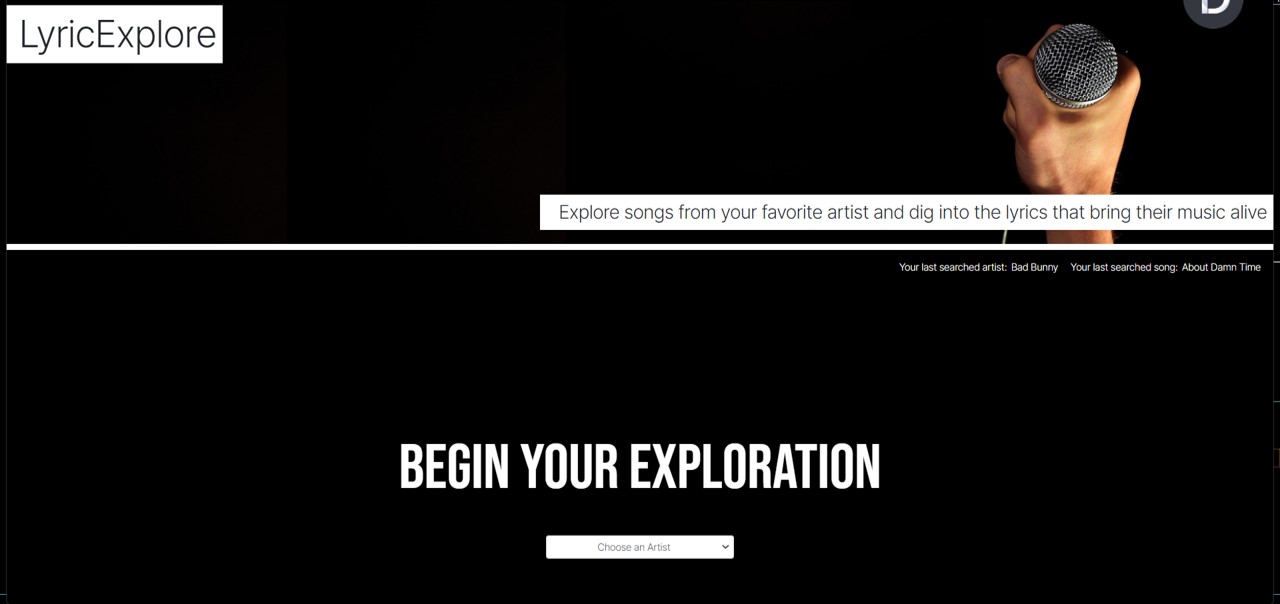 LyricExplore
Explore songs from your favorite artist and dig into the lyrics that bring their music alive
Your last searched artist: Bad Bunny Your last searched song: About Damn Time
BEGIN YOUR EXPLORATION
Choose an Artist